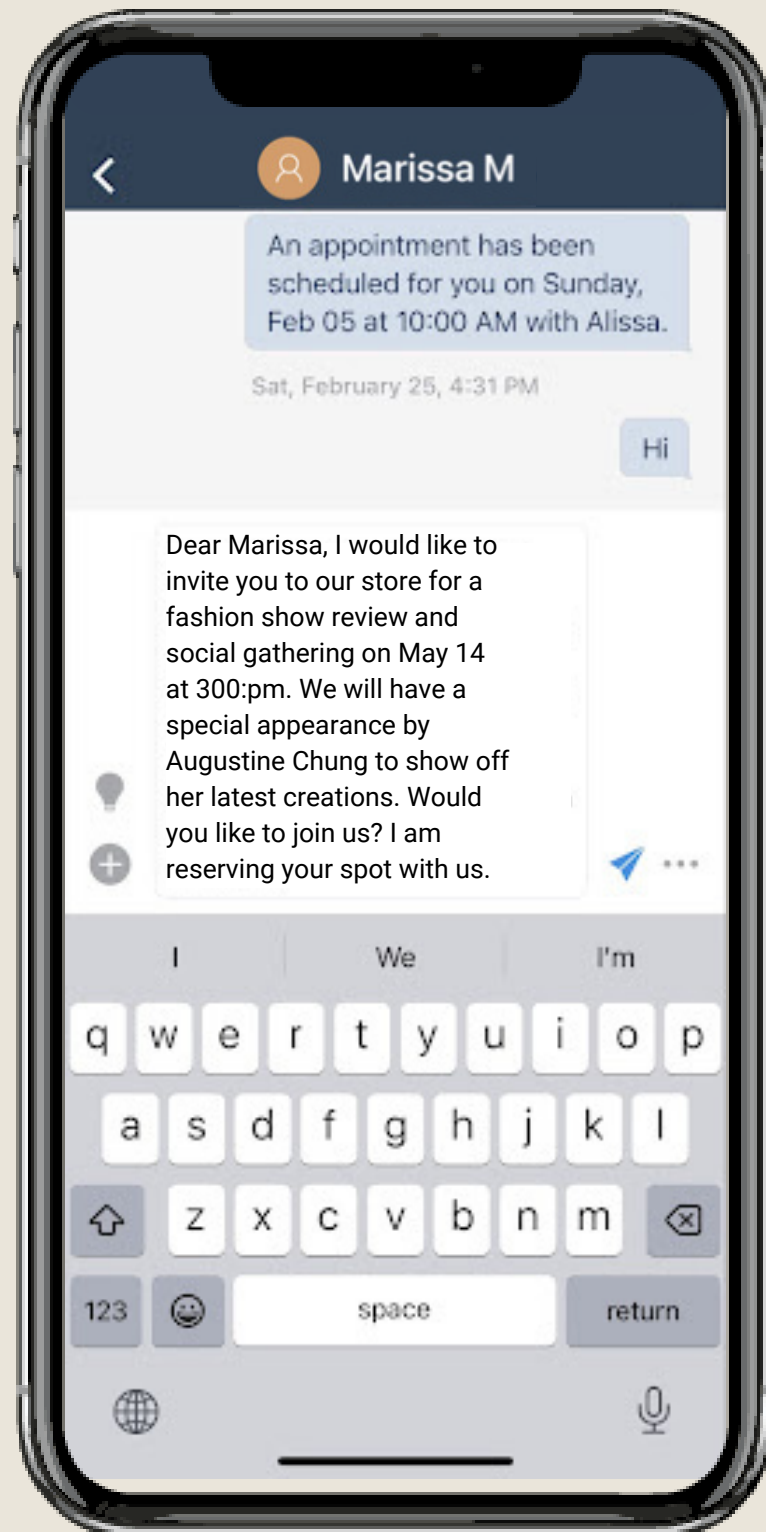 Marissa M
An appointment has been
scheduled for you on Sunday,
Feb 05 at 10:00 AM with Alissa.
Sat, February 25, 4:31 PM
Hi
Dear Marissa, I would like to
invite you to our store for a
fashion show review and
social gathering on May 14
at 300:pm. We will have a
special appearance by
Augustine Chung to show off
her latest creations. Would
you like to join us? I am
reserving your spot with us.
I We I'm
q w e r t y u i o p
a s d f g h j k l
z x c v b n m
123 space return